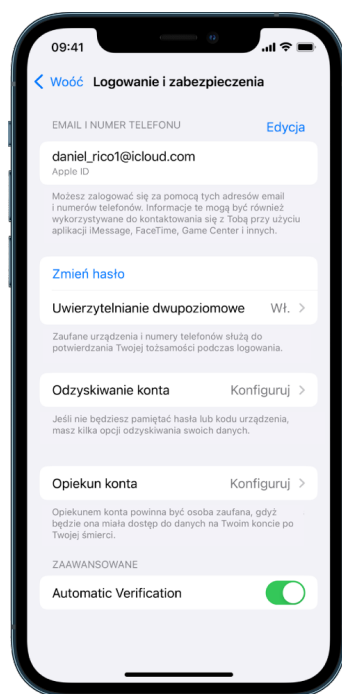 09:41
Woóć Logowanie i zabezpieczenia
EMAIL I NUMER TELEFONU Edycja
daniel_rico1@icloud.com
Apple ID
Możesz zalogować się za pomocą tych adresów email
i numerów telefonów. Informacje te mogą być również
wykorzystywane do kontaktowania się z Tobą przy użyciu
aplikacji iMessage, FaceTime, Game Center i innych.
Zmień hasło
Uwierzytelnianie dwupoziomowe Wł.
Zaufane urządzenia i numery telefonów służą do
potwierdzania Twojej tożsamości podczas logowania.
Odzyskiwanie konta Konfiguruj
Jeśli nie będziesz pamiętać hasła lub kodu urządzenia,
masz kilka opcji odzyskiwania swoich danych.
Opiekun konta Konfiguruj
Opiekunem konta powinna być osoba zaufana, gdyż
będzie ona miała dostęp do danych na Twoim koncie po
Twojej śmierci.
ZAAWANSOWANE
Automatic Verification